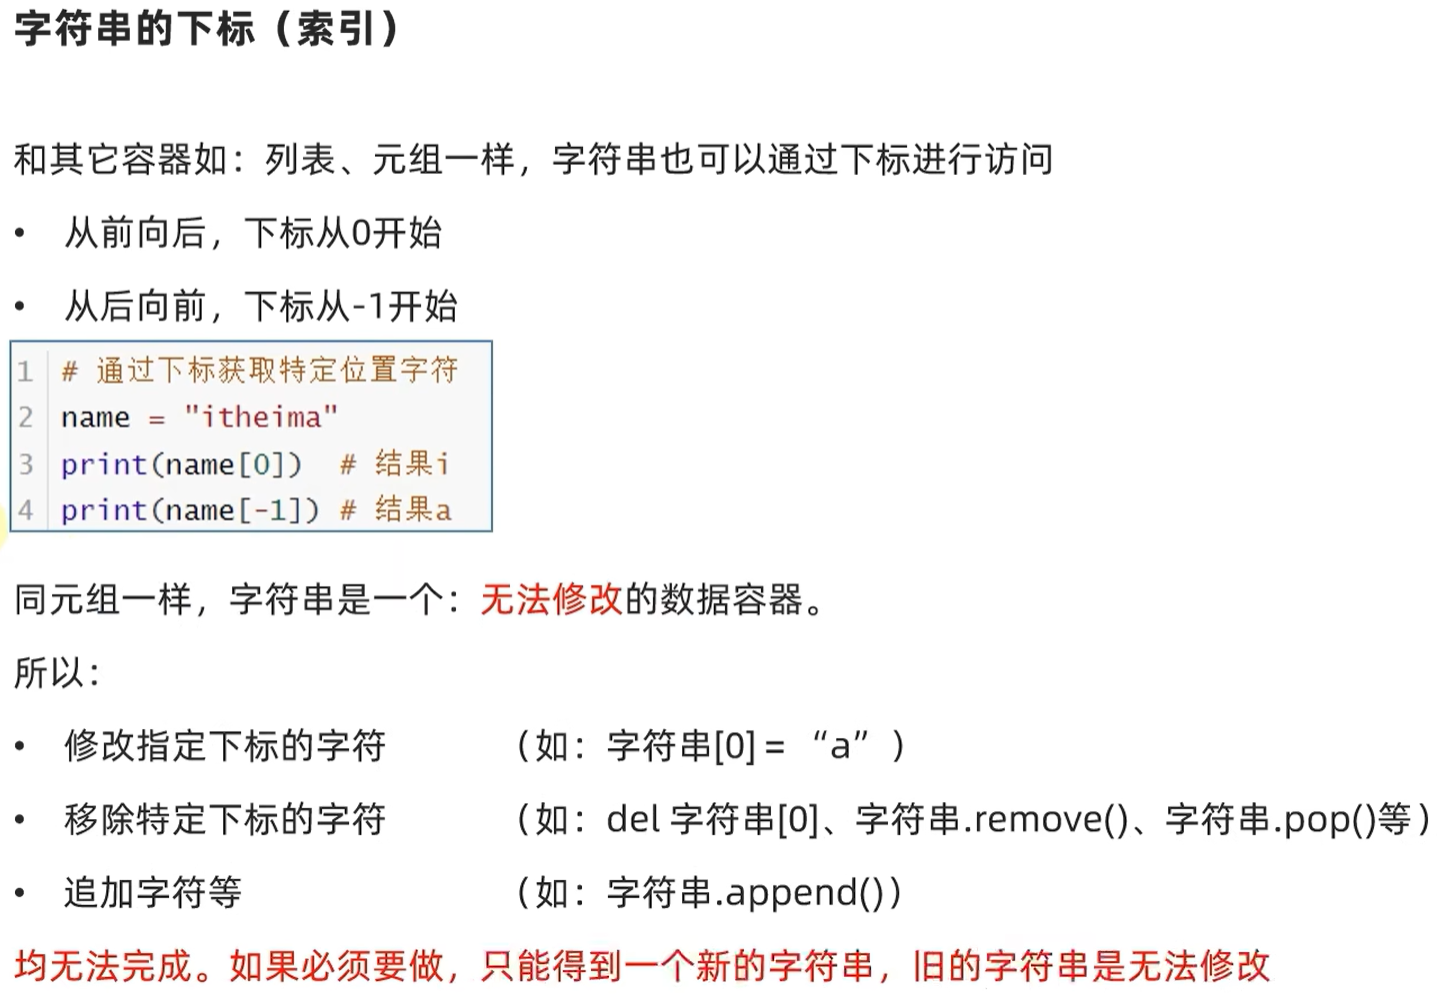 字符串的下标（索引）
和其它容器如：列表、元组一样，字符串也可以通过下标进行访问
• 从前向后，下标从0开始
• 从后向前，下标从-1开始
1 # 通过下标获取特定位置字符
2 name = "itheima"
3 print(name[0])  # 结果i
4 print(name[-1]) # 结果a
同元组一样，字符串是一个：无法修改的数据容器。
所以：
• 修改指定下标的字符 （如：字符串[0] = “a”）
• 移除特定下标的字符 （如：del 字符串[0]、字符串.remove()、字符串.pop()等）
• 追加字符等 （如：字符串.append()）
均无法完成。如果必须要做，只能得到一个新的字符串，旧的字符串是无法修改